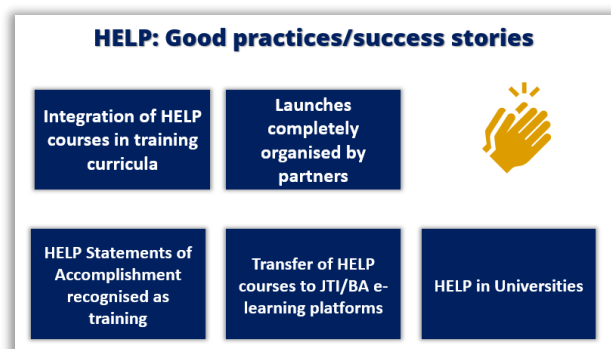 HELP: Good practices/success stories
Integration of HELP
courses in training
curricula
Launches
completely
organised by
partners
HELP Statements of
Accomplishment
recognised as
training
Transfer of HELP
courses to JTI/BA e-
learning platforms
HELP in Universities